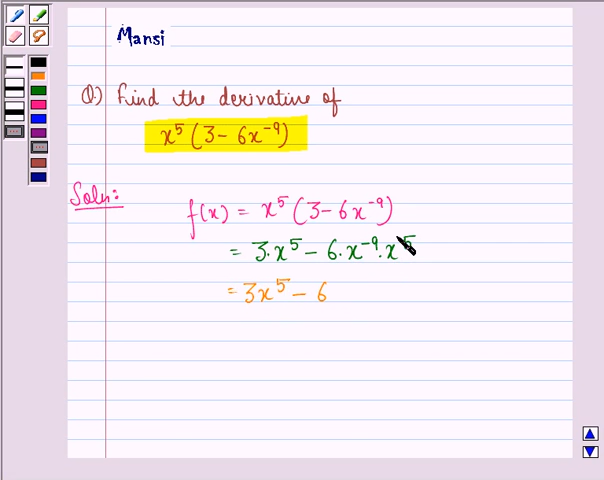 Mansi
Q.) Find the derivative of
x⁵ (3 - 6x⁻⁹)
Soln:
f(x) = x⁵ (3 - 6x⁻⁹)
= 3·x⁵ - 6·x⁻⁹·x⁵
= 3x⁵ - 6